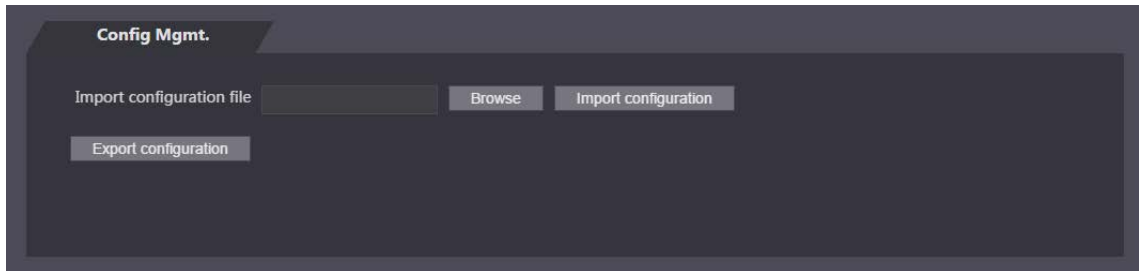 Config Mgmt.
Import configuration file Browse Import configuration
Export configuration